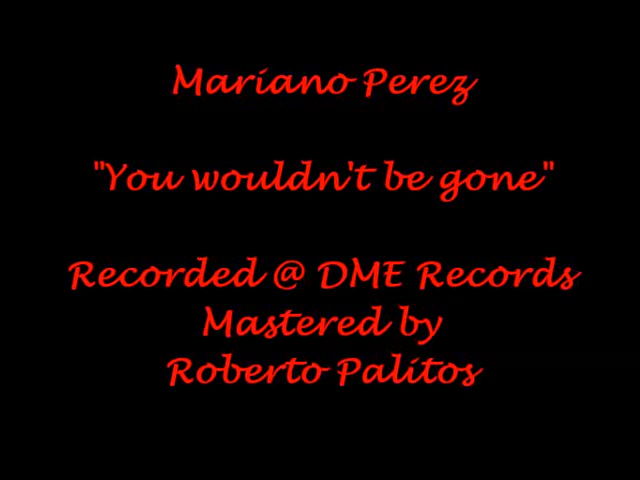 Mariano Perez
"You wouldn't be gone"
Recorded @ DME Records
Mastered by
Roberto Palitos